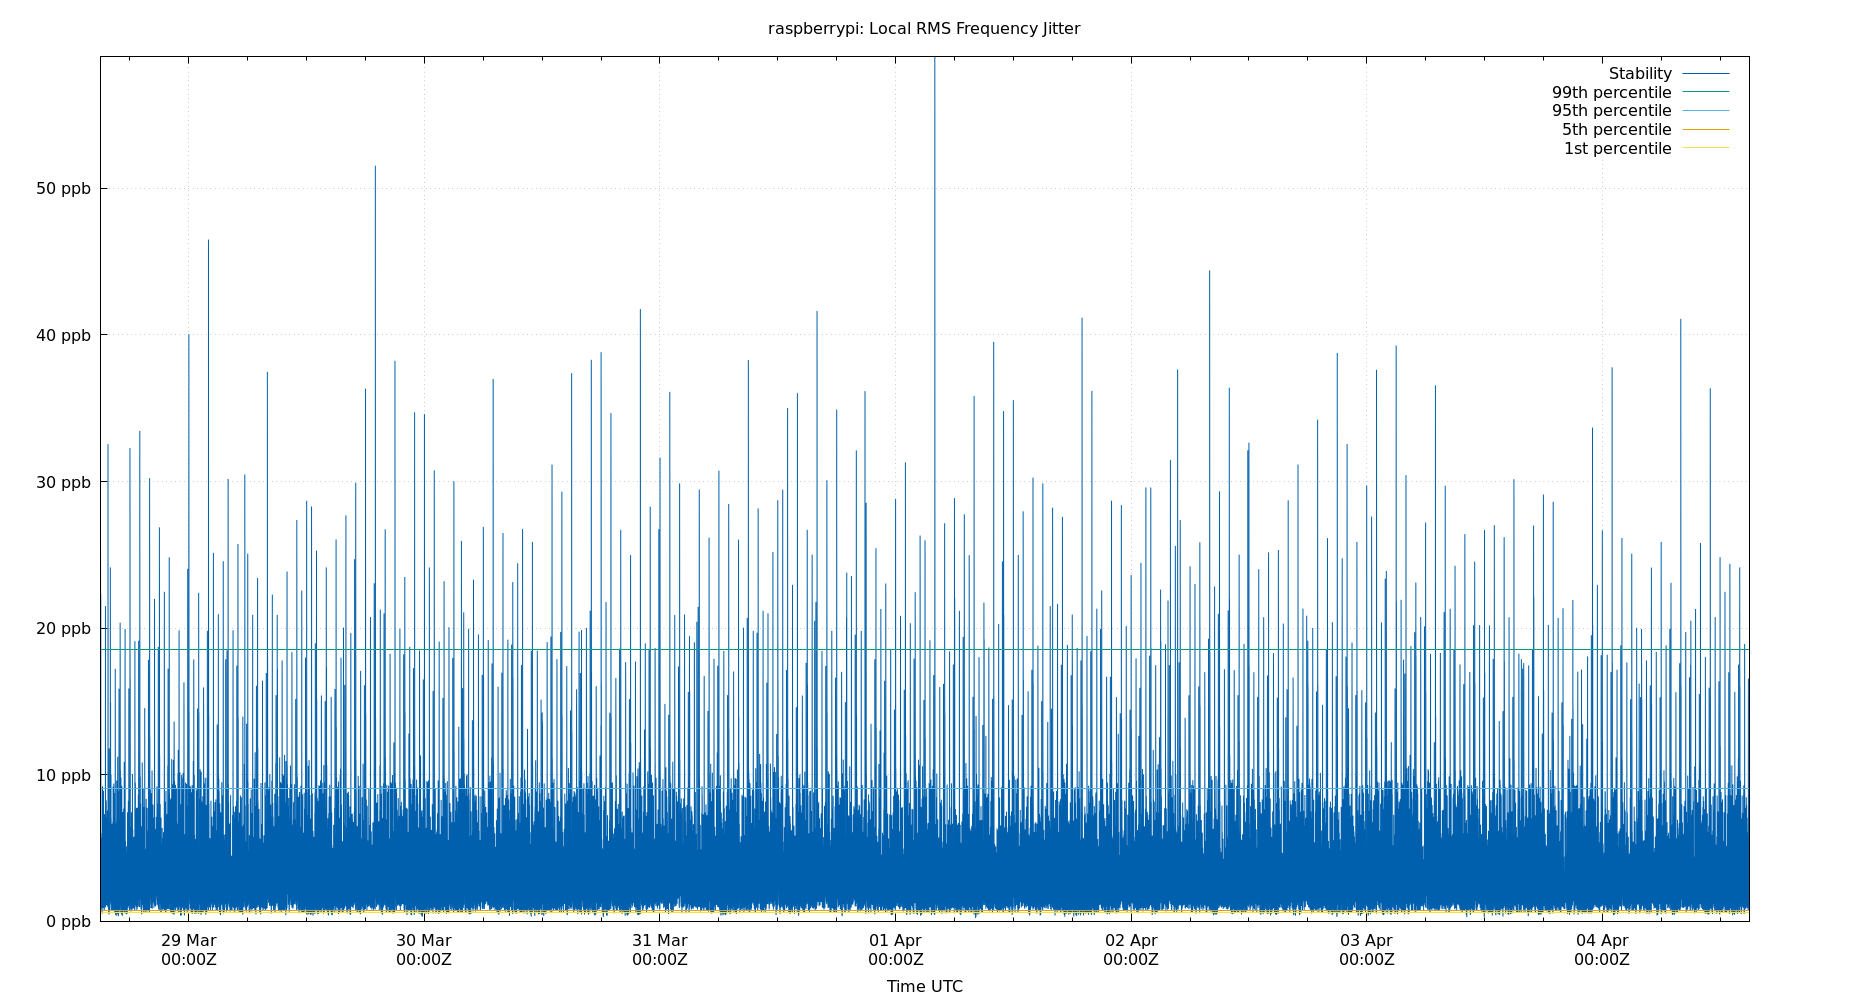 raspberrypi: Local RMS Frequency Jitter
Stability
99th percentile
95th percentile
5th percentile
1st percentile
50 ppb
40 ppb
30 ppb
20 ppb
10 ppb
0 ppb
29 Mar
00:00Z
30 Mar
00:00Z
31 Mar
00:00Z
01 Apr
00:00Z
02 Apr
00:00Z
03 Apr
00:00Z
04 Apr
00:00Z
Time UTC